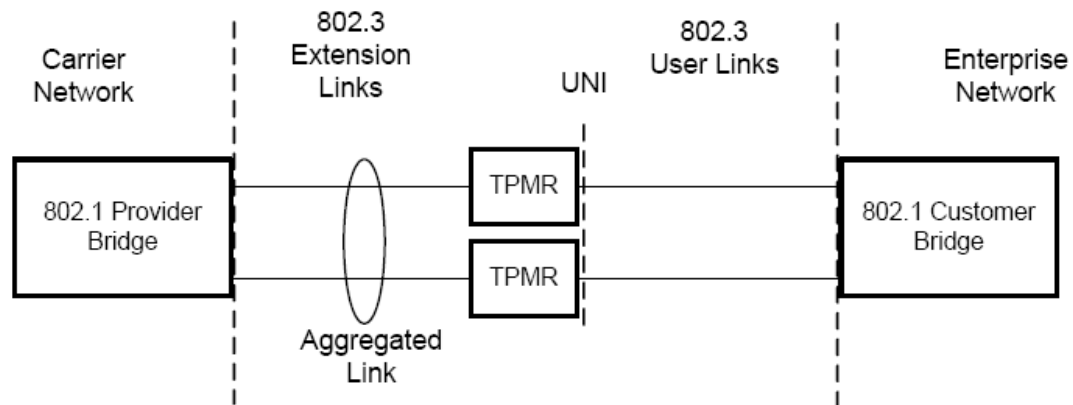 Carrier
Network
802.3
Extension
Links
UNI
802.3
User Links
Enterprise
Network
802.1 Provider
Bridge
TPMR
TPMR
802.1 Customer
Bridge
Aggregated
Link